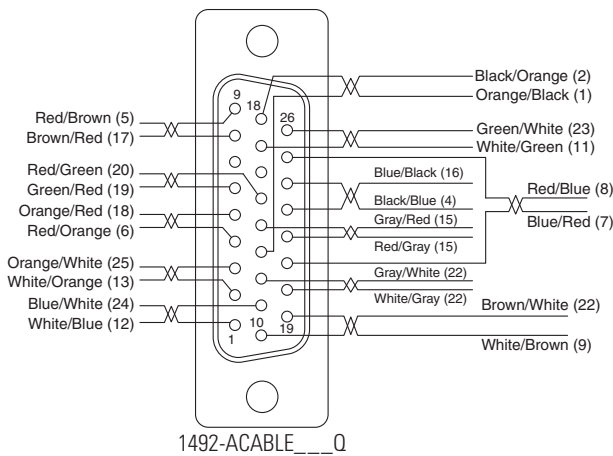 Black/Orange (2)
Orange/Black (1)
9
18
26
Red/Brown (5)
Brown/Red (17)
Green/White (23)
White/Green (11)
Red/Green (20)
Green/Red (19)
Blue/Black (16)
Black/Blue (4)
Red/Blue (8)
Blue/Red (7)
Orange/Red (18)
Red/Orange (6)
Gray/Red (15)
Red/Gray (15)
Orange/White (25)
White/Orange (13)
Gray/White (22)
White/Gray (22)
Blue/White (24)
White/Blue (12)
Brown/White (22)
White/Brown (9)
1
10
19
1492-ACABLE___Q